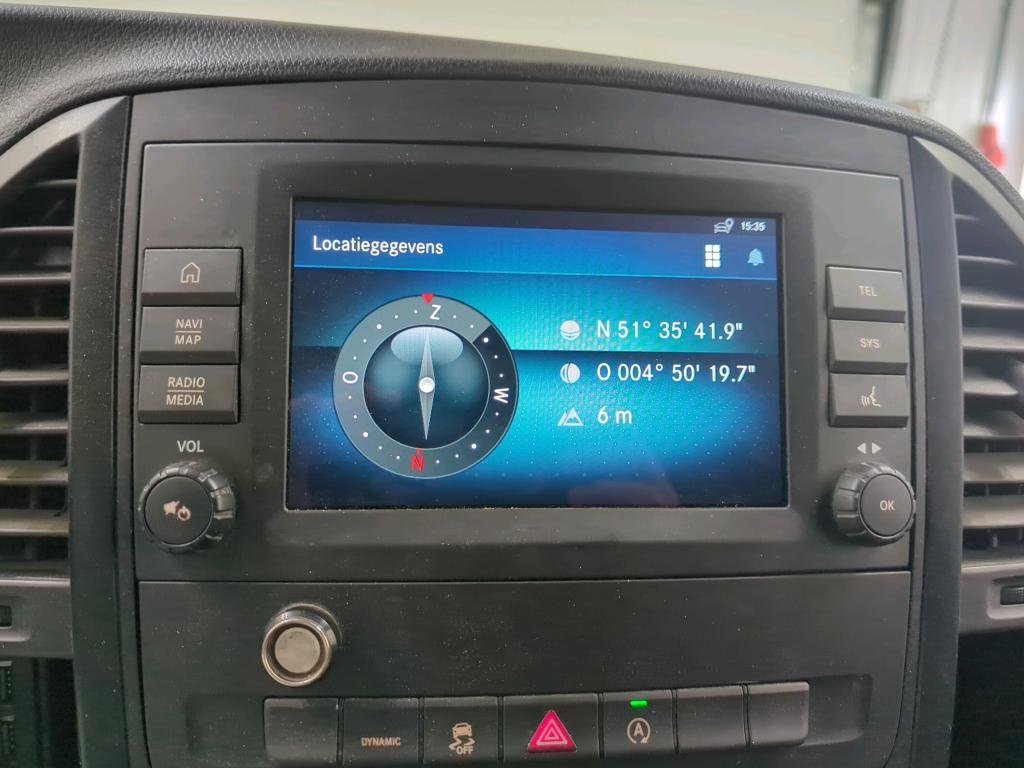 15:35
Locatiegegevens
Z
O
W
N
N 51° 35' 41.9"
O 004° 50' 19.7"
6 m
NAVI
MAP
RADIO
MEDIA
VOL
TEL
SYS
OK
DYNAMIC
OFF
A